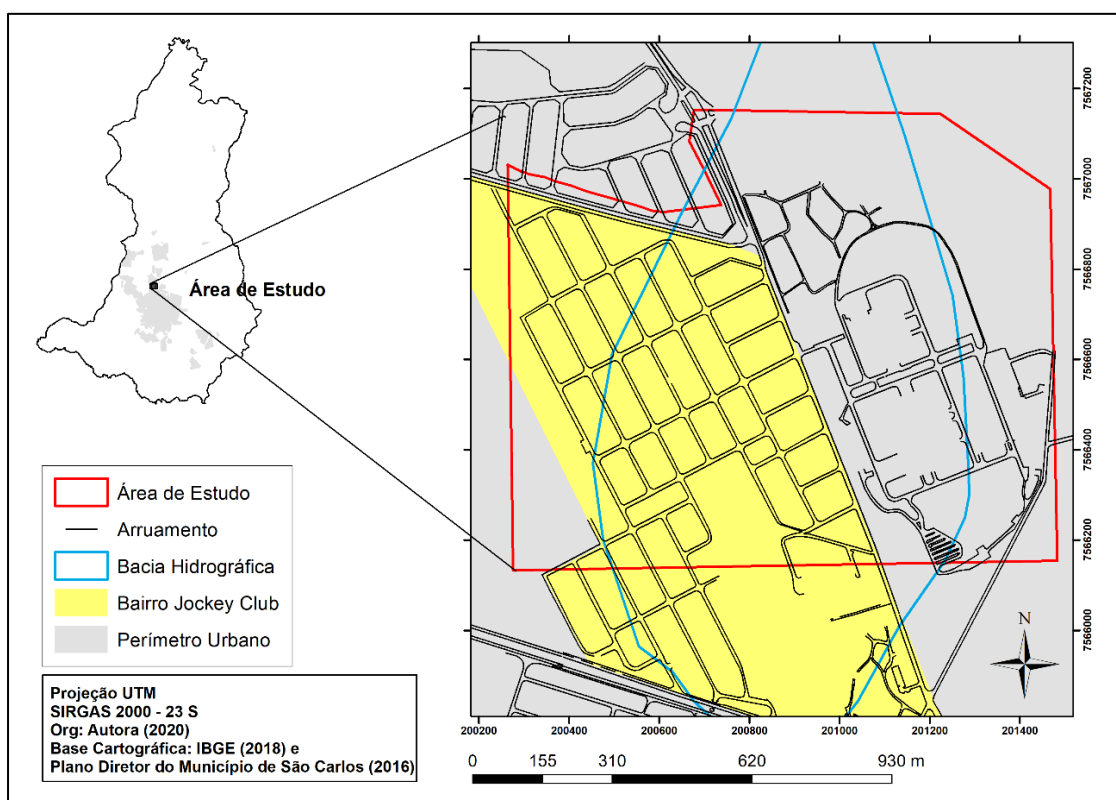 Área de Estudo
Área de Estudo
Arruamento
Bacia Hidrográfica
Bairro Jockey Club
Perímetro Urbano
Projeção UTM
SIRGAS 2000 - 23 S
Org: Autora (2020)
Base Cartográfica: IBGE (2018) e
Plano Diretor do Município de São Carlos (2016)
7567200
7567000
7566800
7566600
7566400
7566200
7566000
N
200200 200400 200600 200800 201000 201200 201400
0 155 310 620 930 m